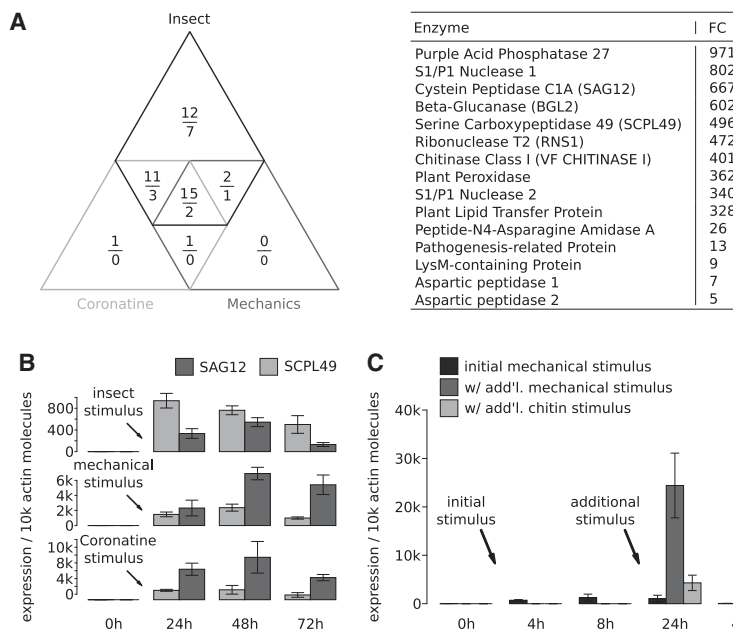 A
Insect
12
7
11
3
2
1
15
2
1
0
1
0
0
0
Coronatine
Mechanics
Enzyme | FC
Purple Acid Phosphatase 27 971
S1/P1 Nuclease 1 802
Cystein Peptidase C1A (SAG12) 667
Beta-Glucanase (BGL2) 602
Serine Carboxypeptidase 49 (SCPL49) 496
Ribonuclease T2 (RNS1) 472
Chitinase Class I (VF CHITINASE I) 401
Plant Peroxidase 362
S1/P1 Nuclease 2 340
Plant Lipid Transfer Protein 328
Peptide-N4-Asparagine Amidase A 26
Pathogenesis-related Protein 13
LysM-containing Protein 9
Aspartic peptidase 1 7
Aspartic peptidase 2 5
B
SAG12 SCPL49
expression / 10k actin molecules
insect
stimulus
800
400
0
mechanical
stimulus
6k
4k
2k
0
Coronatine
stimulus
10k
8k
4k
0
0h 24h 48h 72h
C
initial mechanical stimulus
w/ add'l. mechanical stimulus
w/ add'l. chitin stimulus
expression / 10k actin molecules
40k
30k
20k
10k
0
initial
stimulus
additional
stimulus
0h 4h 8h 24h